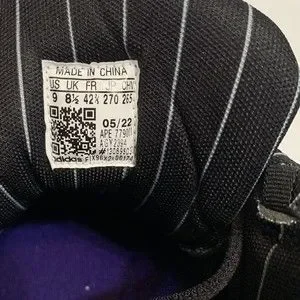 MADE IN CHINA
US UK FR JP CHN
9 8½ 42⅔ 270 265
05/22
APE 779001
adidas